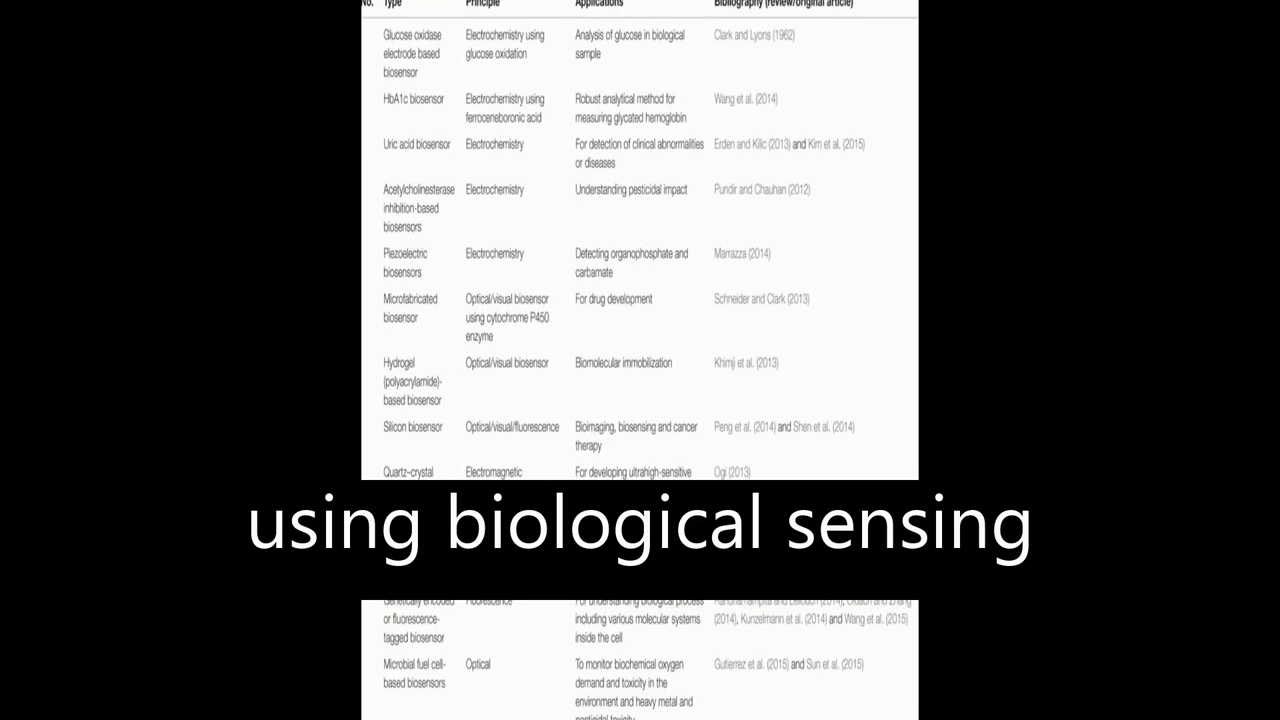 No. Type Principle Applications Bibliography (review/original article)
Glucose oxidase Electrochemistry using Analysis of glucose in biological Clark and Lyons (1962)
electrode based glucose oxidation sample
biosensor
HbA1c biosensor Electrochemistry using Robust analytical method for Wang et al. (2014)
ferroceneboronic acid measuring glycated hemoglobin
Uric acid biosensor Electrochemistry For detection of clinical abnormalities Erden and Kilic (2013) and Kim et al. (2015)
or diseases
Acetylcholinesterase Electrochemistry Understanding pesticidal impact Pundir and Chauhan (2012)
inhibition-based
biosensors
Piezoelectric Electrochemistry Detecting organophosphate and Marrazza (2014)
biosensors carbamate
Microfabricated Optical/visual biosensor For drug development Schneider and Clark (2013)
biosensor using cytochrome P450
enzyme
Hydrogel Optical/visual biosensor Biomolecular immobilization Khimji et al. (2013)
(polyacrylamide)-
based biosensor
Silicon biosensor Optical/visual/fluorescence Bioimaging, biosensing and cancer Peng et al. (2014) and Shen et al. (2014)
therapy
Quartz–crystal Electromagnetic For developing ultrahigh-sensitive Ogi (2013)
using biological sensing
Genetically encoded Fluorescence For understanding biological process
or fluorescence- including various molecular systems (2014), Kunzelmann et al. (2014) and Wang et al. (2015)
tagged biosensor inside the cell
Microbial fuel cell- Optical To monitor biochemical oxygen Gutierrez et al. (2015) and Sun et al. (2015)
based biosensors demand and toxicity in the
environment and heavy metal and
pesticidal toxicity